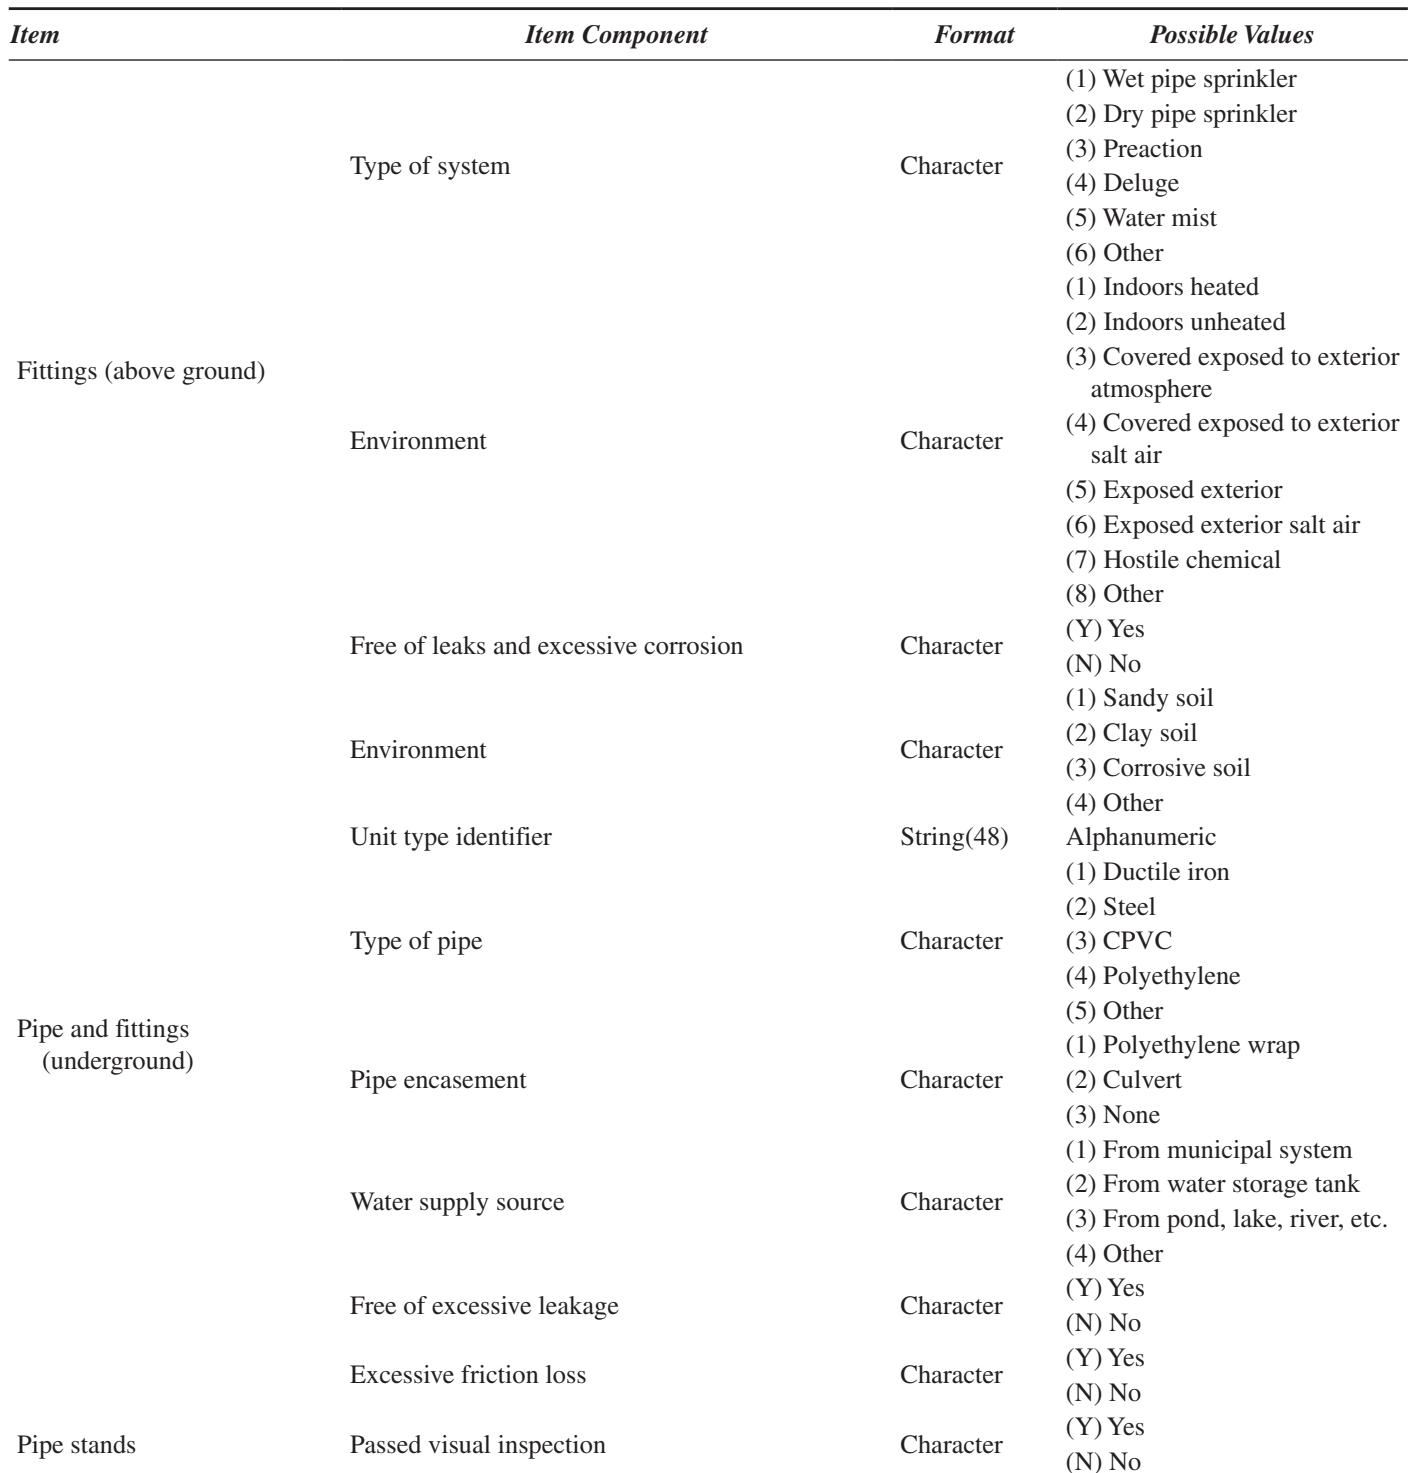 Item Item Component Format Possible Values
(1) Wet pipe sprinkler
(2) Dry pipe sprinkler
(3) Preaction
Type of system Character
(4) Deluge
(5) Water mist
(6) Other
(1) Indoors heated
(2) Indoors unheated
Fittings (above ground)
(3) Covered exposed to exterior
atmosphere
Environment Character
(4) Covered exposed to exterior
salt air
(5) Exposed exterior
(6) Exposed exterior salt air
(7) Hostile chemical
(8) Other
Free of leaks and excessive corrosion Character
(Y) Yes
(N) No
(1) Sandy soil
Environment Character
(2) Clay soil
(3) Corrosive soil
(4) Other
Unit type identifier String(48) Alphanumeric
(1) Ductile iron
(2) Steel
Type of pipe Character (3) CPVC
(4) Polyethylene
(5) Other
Pipe and fittings
(underground)
(1) Polyethylene wrap
Pipe encasement Character (2) Culvert
(3) None
(1) From municipal system
Water supply source Character
(2) From water storage tank
(3) From pond, lake, river, etc.
(4) Other
Free of excessive leakage Character
(Y) Yes
(N) No
Excessive friction loss Character
(Y) Yes
(N) No
Pipe stands Passed visual inspection Character
(Y) Yes
(N) No